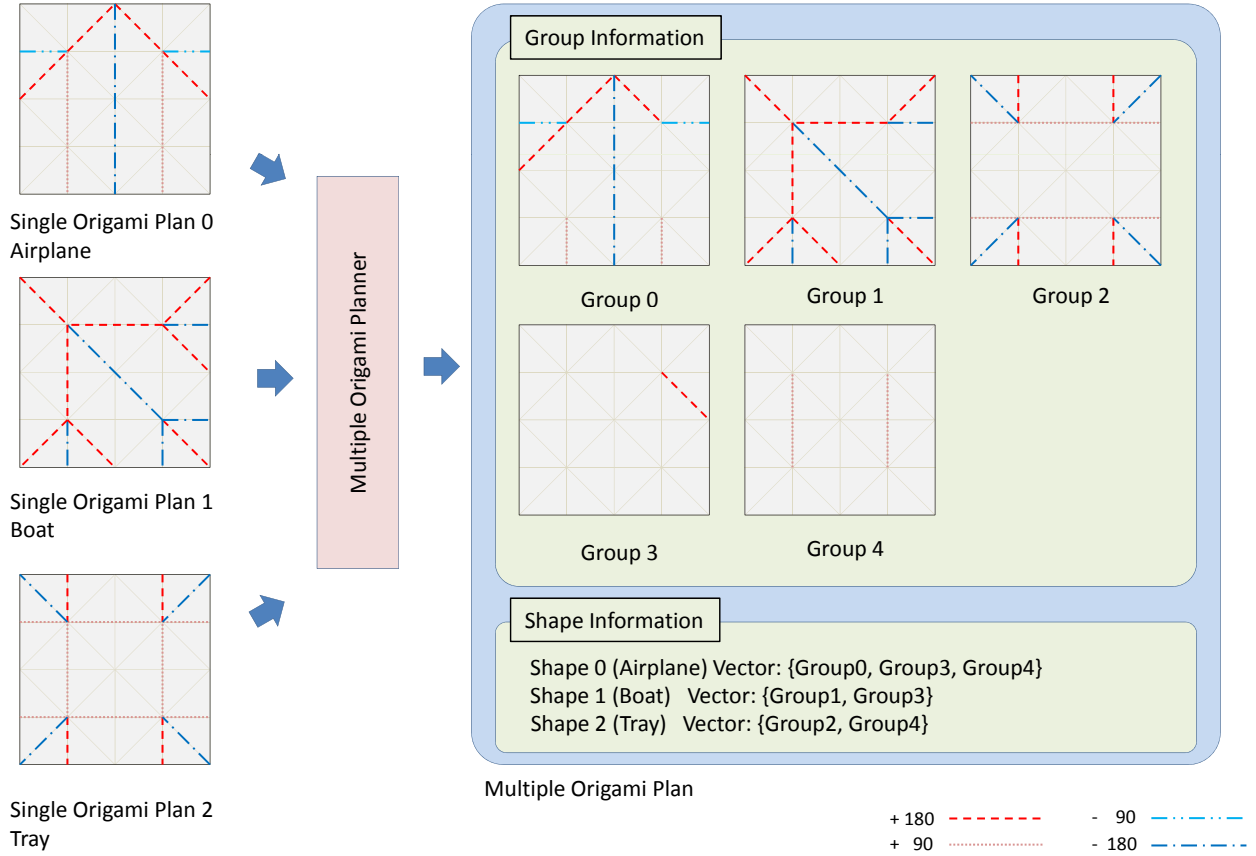 Single Origami Plan 0
Airplane
Single Origami Plan 1
Boat
Single Origami Plan 2
Tray
Multiple Origami Planner
Group Information
Group 0
Group 1
Group 2
Group 3
Group 4
Shape Information
Shape 0 (Airplane) Vector: {Group0, Group3, Group4}
Shape 1 (Boat) Vector: {Group1, Group3}
Shape 2 (Tray) Vector: {Group2, Group4}
Multiple Origami Plan
+ 180
- 90
+ 90
- 180